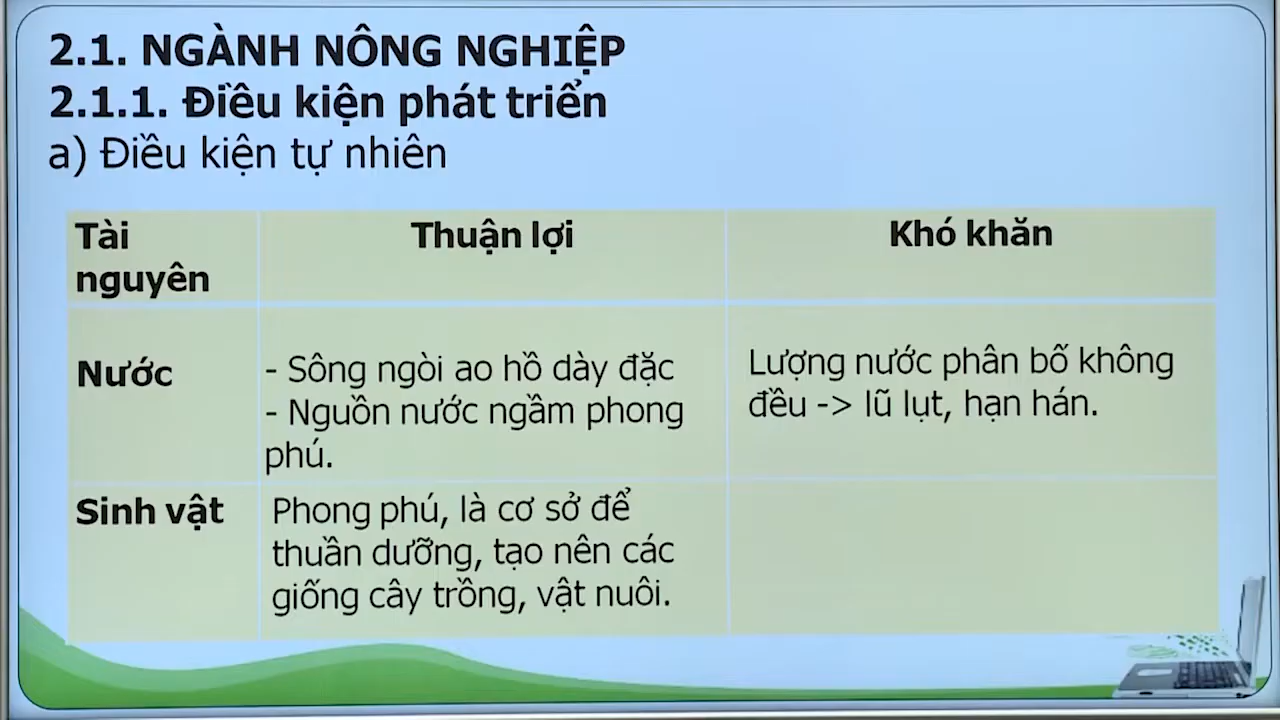 2.1. NGÀNH NÔNG NGHIỆP
2.1.1. Điều kiện phát triển
a) Điều kiện tự nhiên
Tài
nguyên
Thuận lợi
Khó khăn
Nước
- Sông ngòi ao hồ dày đặc
- Nguồn nước ngầm phong
phú.
Lượng nước phân bố không
đều -> lũ lụt, hạn hán.
Sinh vật
Phong phú, là cơ sở để
thuần dưỡng, tạo nên các
giống cây trồng, vật nuôi.